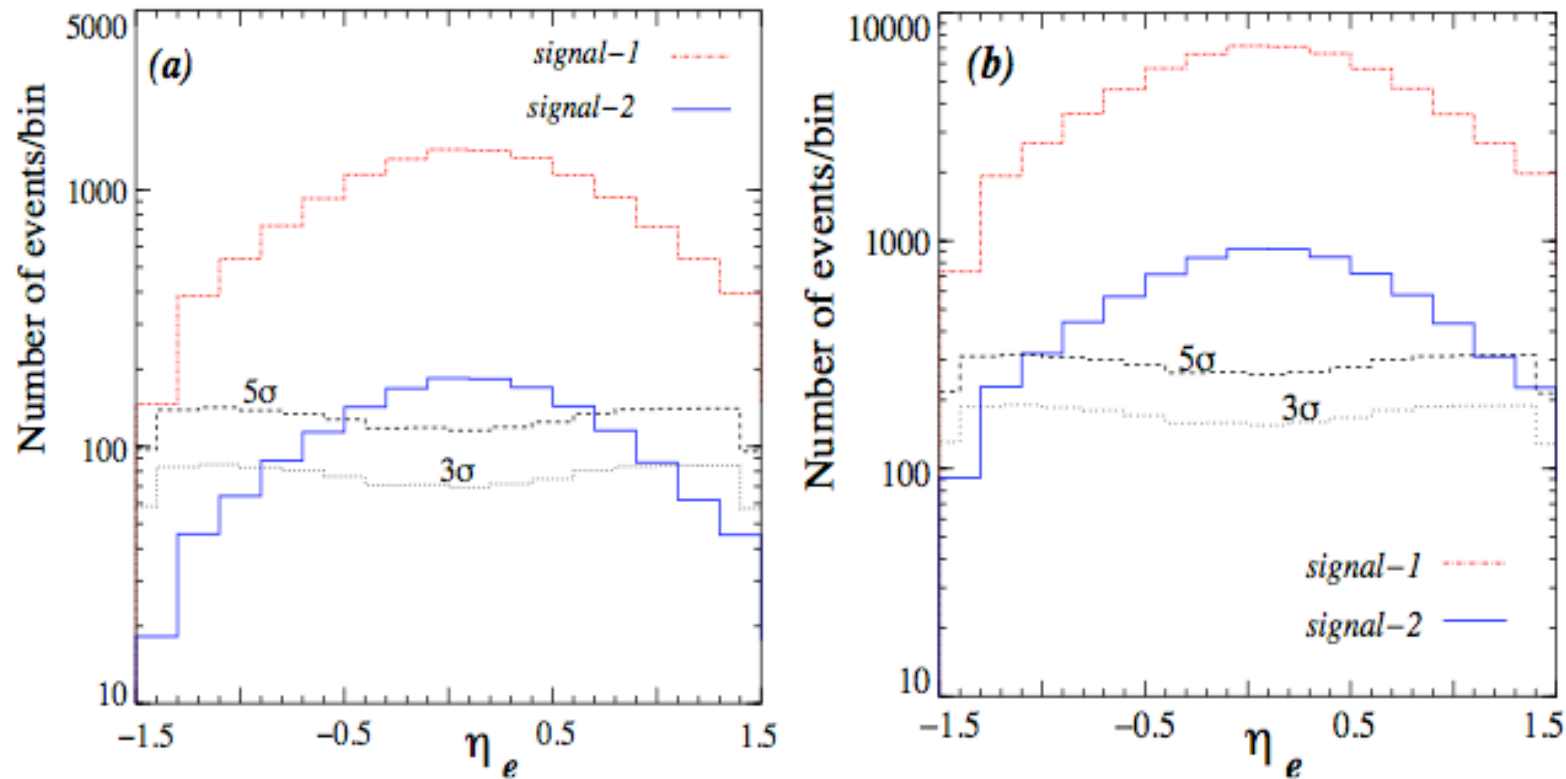 5000
(a)
signal-1
signal-2
1000
5σ
100
3σ
10
-1.5
-0.5
0.5
1.5
η e
Number of events/bin
10000
(b)
1000
5σ
3σ
100
signal-1
signal-2
10
-1.5
-0.5
0.5
1.5
η e
Number of events/bin